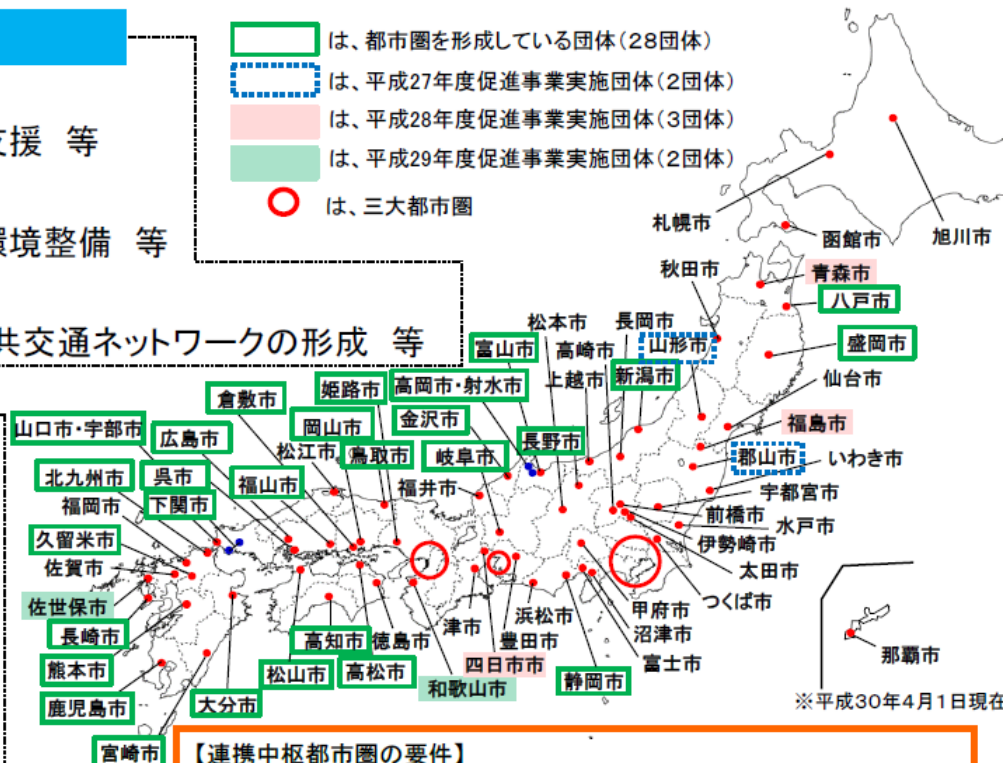 は、都市圏を形成している団体(28団体)
は、平成27年度促進事業実施団体(2団体)
は、平成28年度促進事業実施団体(3団体)
は、平成29年度促進事業実施団体(2団体)
は、三大都市圏
支援 等
環境整備 等
共交通ネットワークの形成 等
札幌市
函館市
旭川市
秋田市
青森市
八戸市
松本市
長岡市
富山市
高崎市
山形市
盛岡市
上越市
新潟市
仙台市
倉敷市
姫路市
高岡市・射水市
山口市・宇部市
広島市
岡山市
金沢市
福島市
松江市
鳥取市
岐阜市
長野市
郡山市
いわき市
北九州市
呉市
福山市
福井市
宇都宮市
福岡市
下関市
前橋市
水戸市
久留米市
伊勢崎市
佐賀市
太田市
佐世保市
つくば市
長崎市
高知市
徳島市
津市
浜松市
甲府市
豊田市
沼津市
熊本市
松山市
高松市
四日市市
富士市
那覇市
鹿児島市
大分市
和歌山市
静岡市
※平成30年4月1日現在
宮崎市
【連携中枢都市圏の要件】